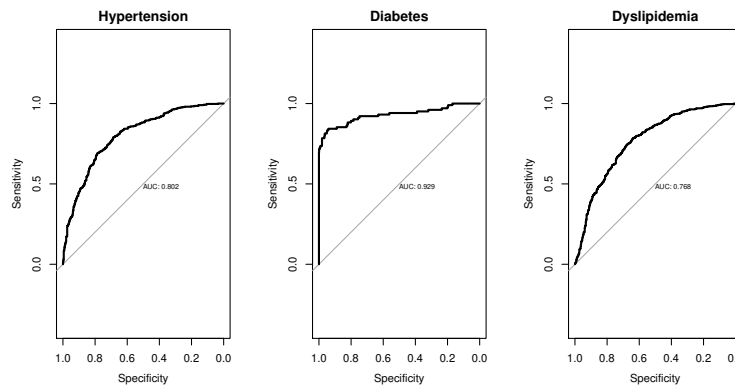 Hypertension
Sensitivity
1.0
0.5
0.0
AUC: 0.802
1.0 0.8 0.6 0.4 0.2 0.0
Specificity
Diabetes
Sensitivity
1.0
0.5
0.0
AUC: 0.929
1.0 0.8 0.6 0.4 0.2 0.0
Specificity
Dyslipidemia
Sensitivity
1.0
0.5
0.0
AUC: 0.768
1.0 0.8 0.6 0.4 0.2 0.0
Specificity